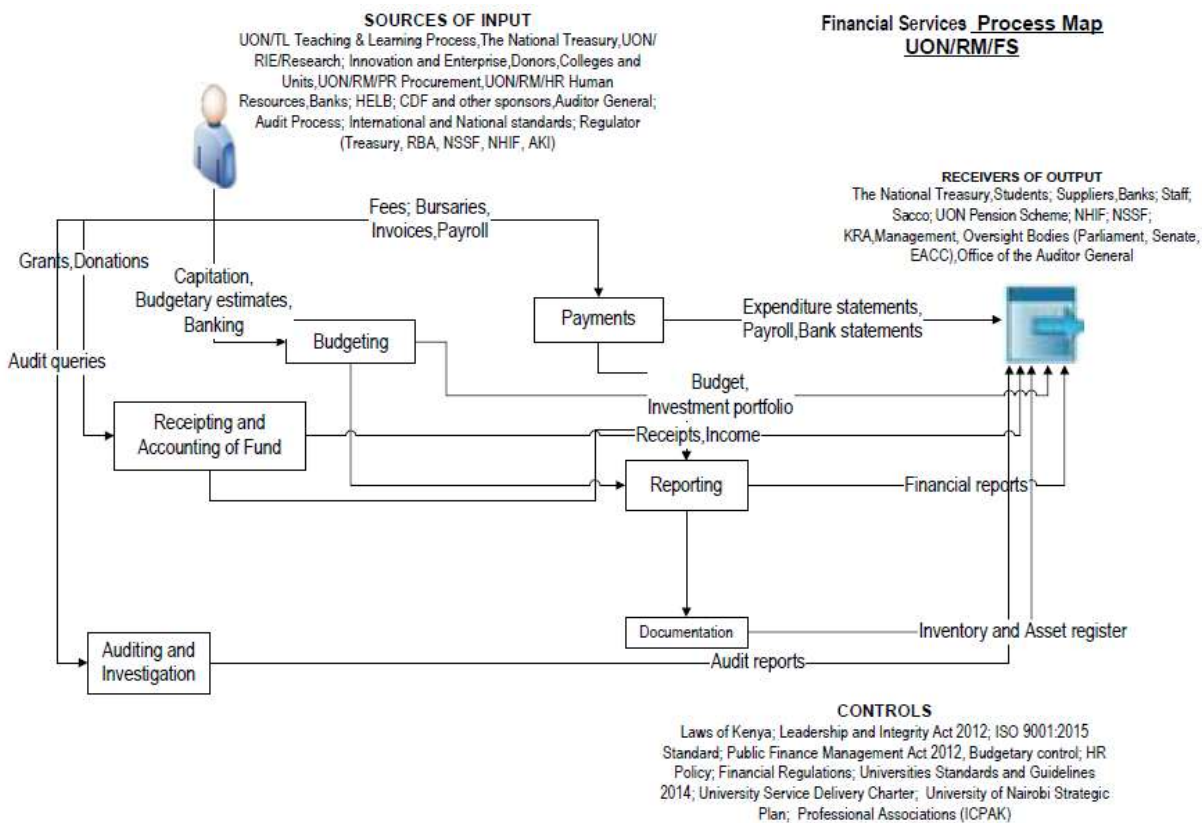 SOURCES OF INPUT
UON/TL Teaching & Learning Process,The National Treasury,UON/
RIE/Research; Innovation and Enterprise,Donors,Colleges and
Units,UON/RM/PR Procurement,UON/RM/HR Human
Resources,Banks; HELB; CDF and other sponsors,Auditor General;
Audit Process; International and National standards; Regulator
(Treasury, RBA, NSSF, NHIF, AKI)
Financial Services Process Map
UON/RM/FS
RECEIVERS OF OUTPUT
The National Treasury,Students; Suppliers,Banks; Staff;
Sacco; UON Pension Scheme; NHIF; NSSF;
KRA,Management, Oversight Bodies (Parliament, Senate,
EACC),Office of the Auditor General
Fees; Bursaries,
Invoices,Payroll
Grants,Donations
Capitation,
Budgetary estimates,
Banking
Payments
Expenditure statements,
Payroll,Bank statements
Budgeting
Audit queries
Budget,
Investment portfolio
Receipting and
Accounting of Fund
Receipts,Income
Reporting
Financial reports
Documentation
Inventory and Asset register
Auditing and
Investigation
Audit reports
CONTROLS
Laws of Kenya; Leadership and Integrity Act 2012; ISO 9001:2015
Standard; Public Finance Management Act 2012, Budgetary control; HR
Policy; Financial Regulations; Universities Standards and Guidelines
2014; University Service Delivery Charter; University of Nairobi Strategic
Plan; Professional Associations (ICPAK)